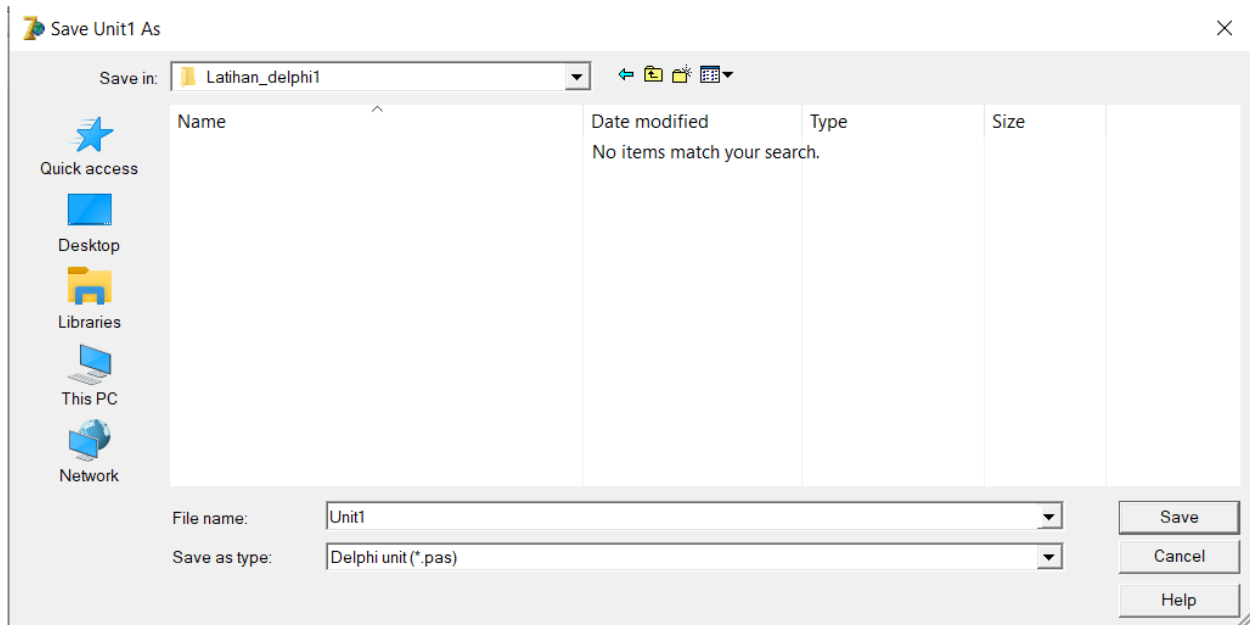 Save Unit1 As
Save in: Latihan_delphi1
Name Date modified Type Size
No items match your search.
Quick access
Desktop
Libraries
This PC
Network
File name: Unit1 Save
Save as type: Delphi unit (*.pas) Cancel
Help